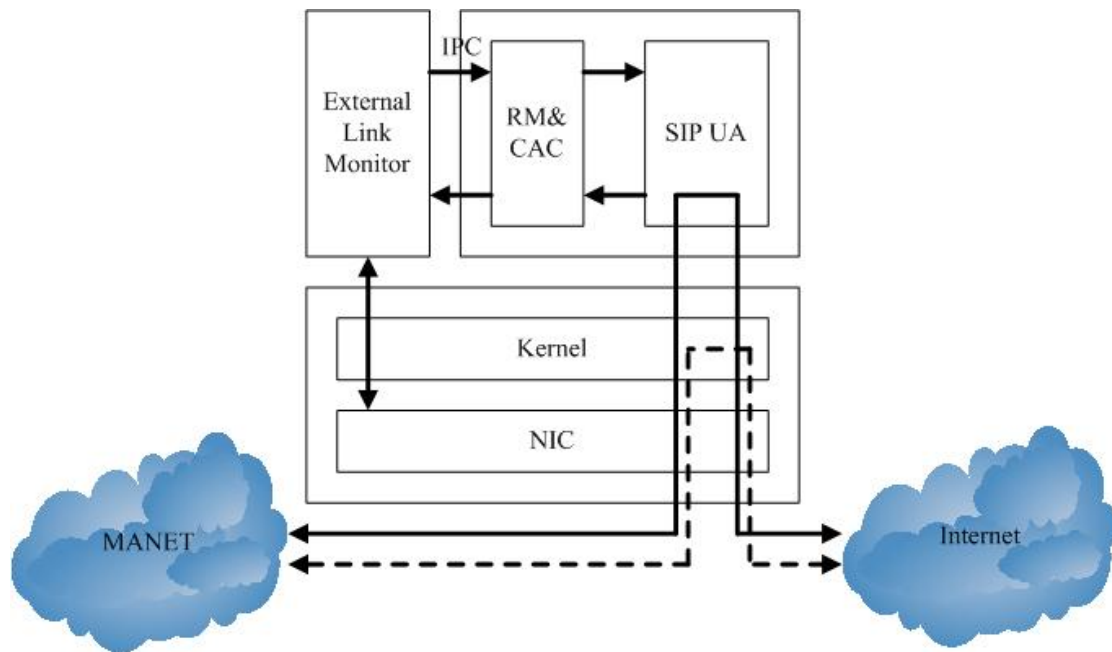 IPC
External
Link
Monitor
RM&
CAC
SIP UA
Kernel
NIC
MANET
Internet